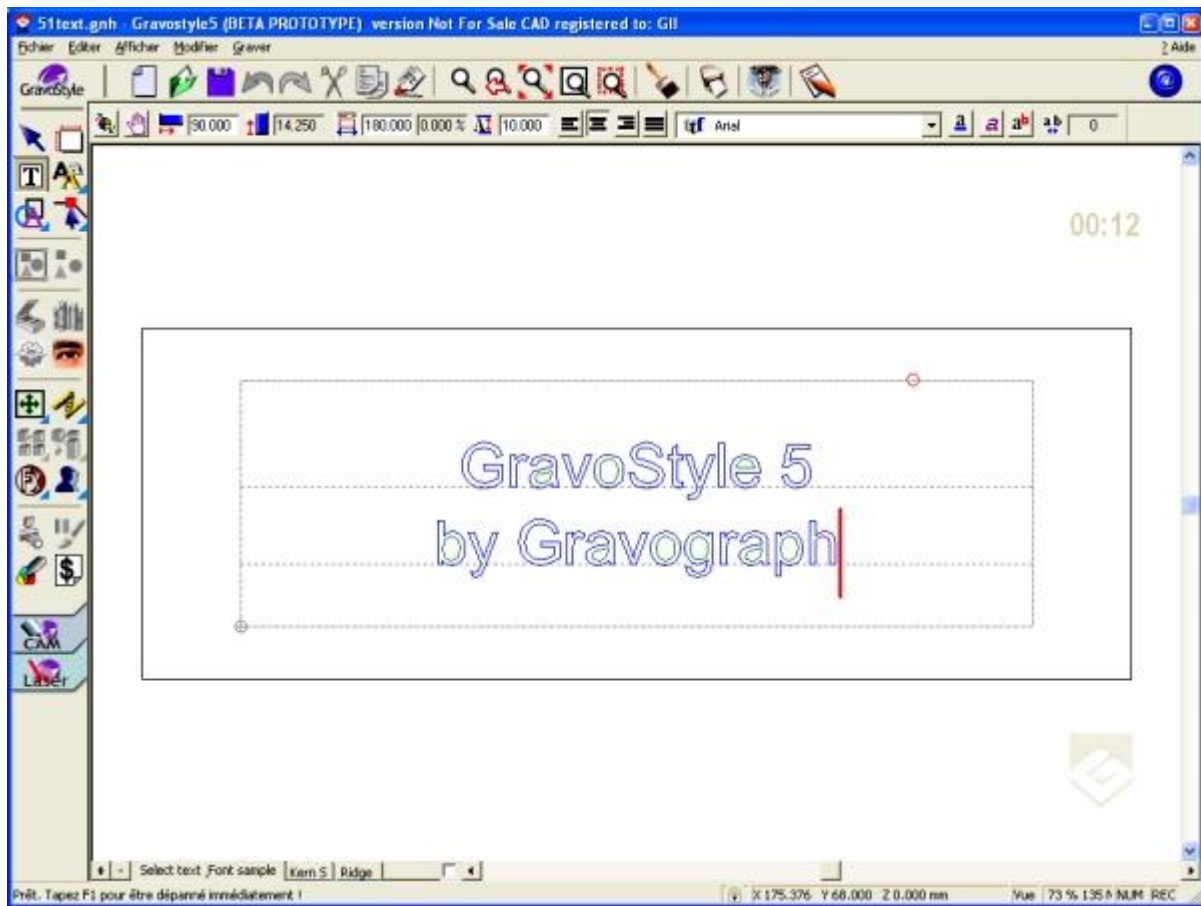 51text.gnh - Gravostyle5 (BETA PROTOTYPE) version Not For Sale CAD registered to: GII
Fichier Editer Afficher Modifier Graver ? Aide
GravoStyle
90.000 14.250 180.000 0.000 % 10.000 Arial a a ab a.b 0
T
00:12
GravoStyle 5
by Gravograph
$
CAM
Laser
+ - Select text Font sample Kern S Ridge
Prêt. Tapez F1 pour être dépanné immédiatement ! X 175.376 Y 68.000 Z 0.000 mm Vue 73 % 135 NUM REC